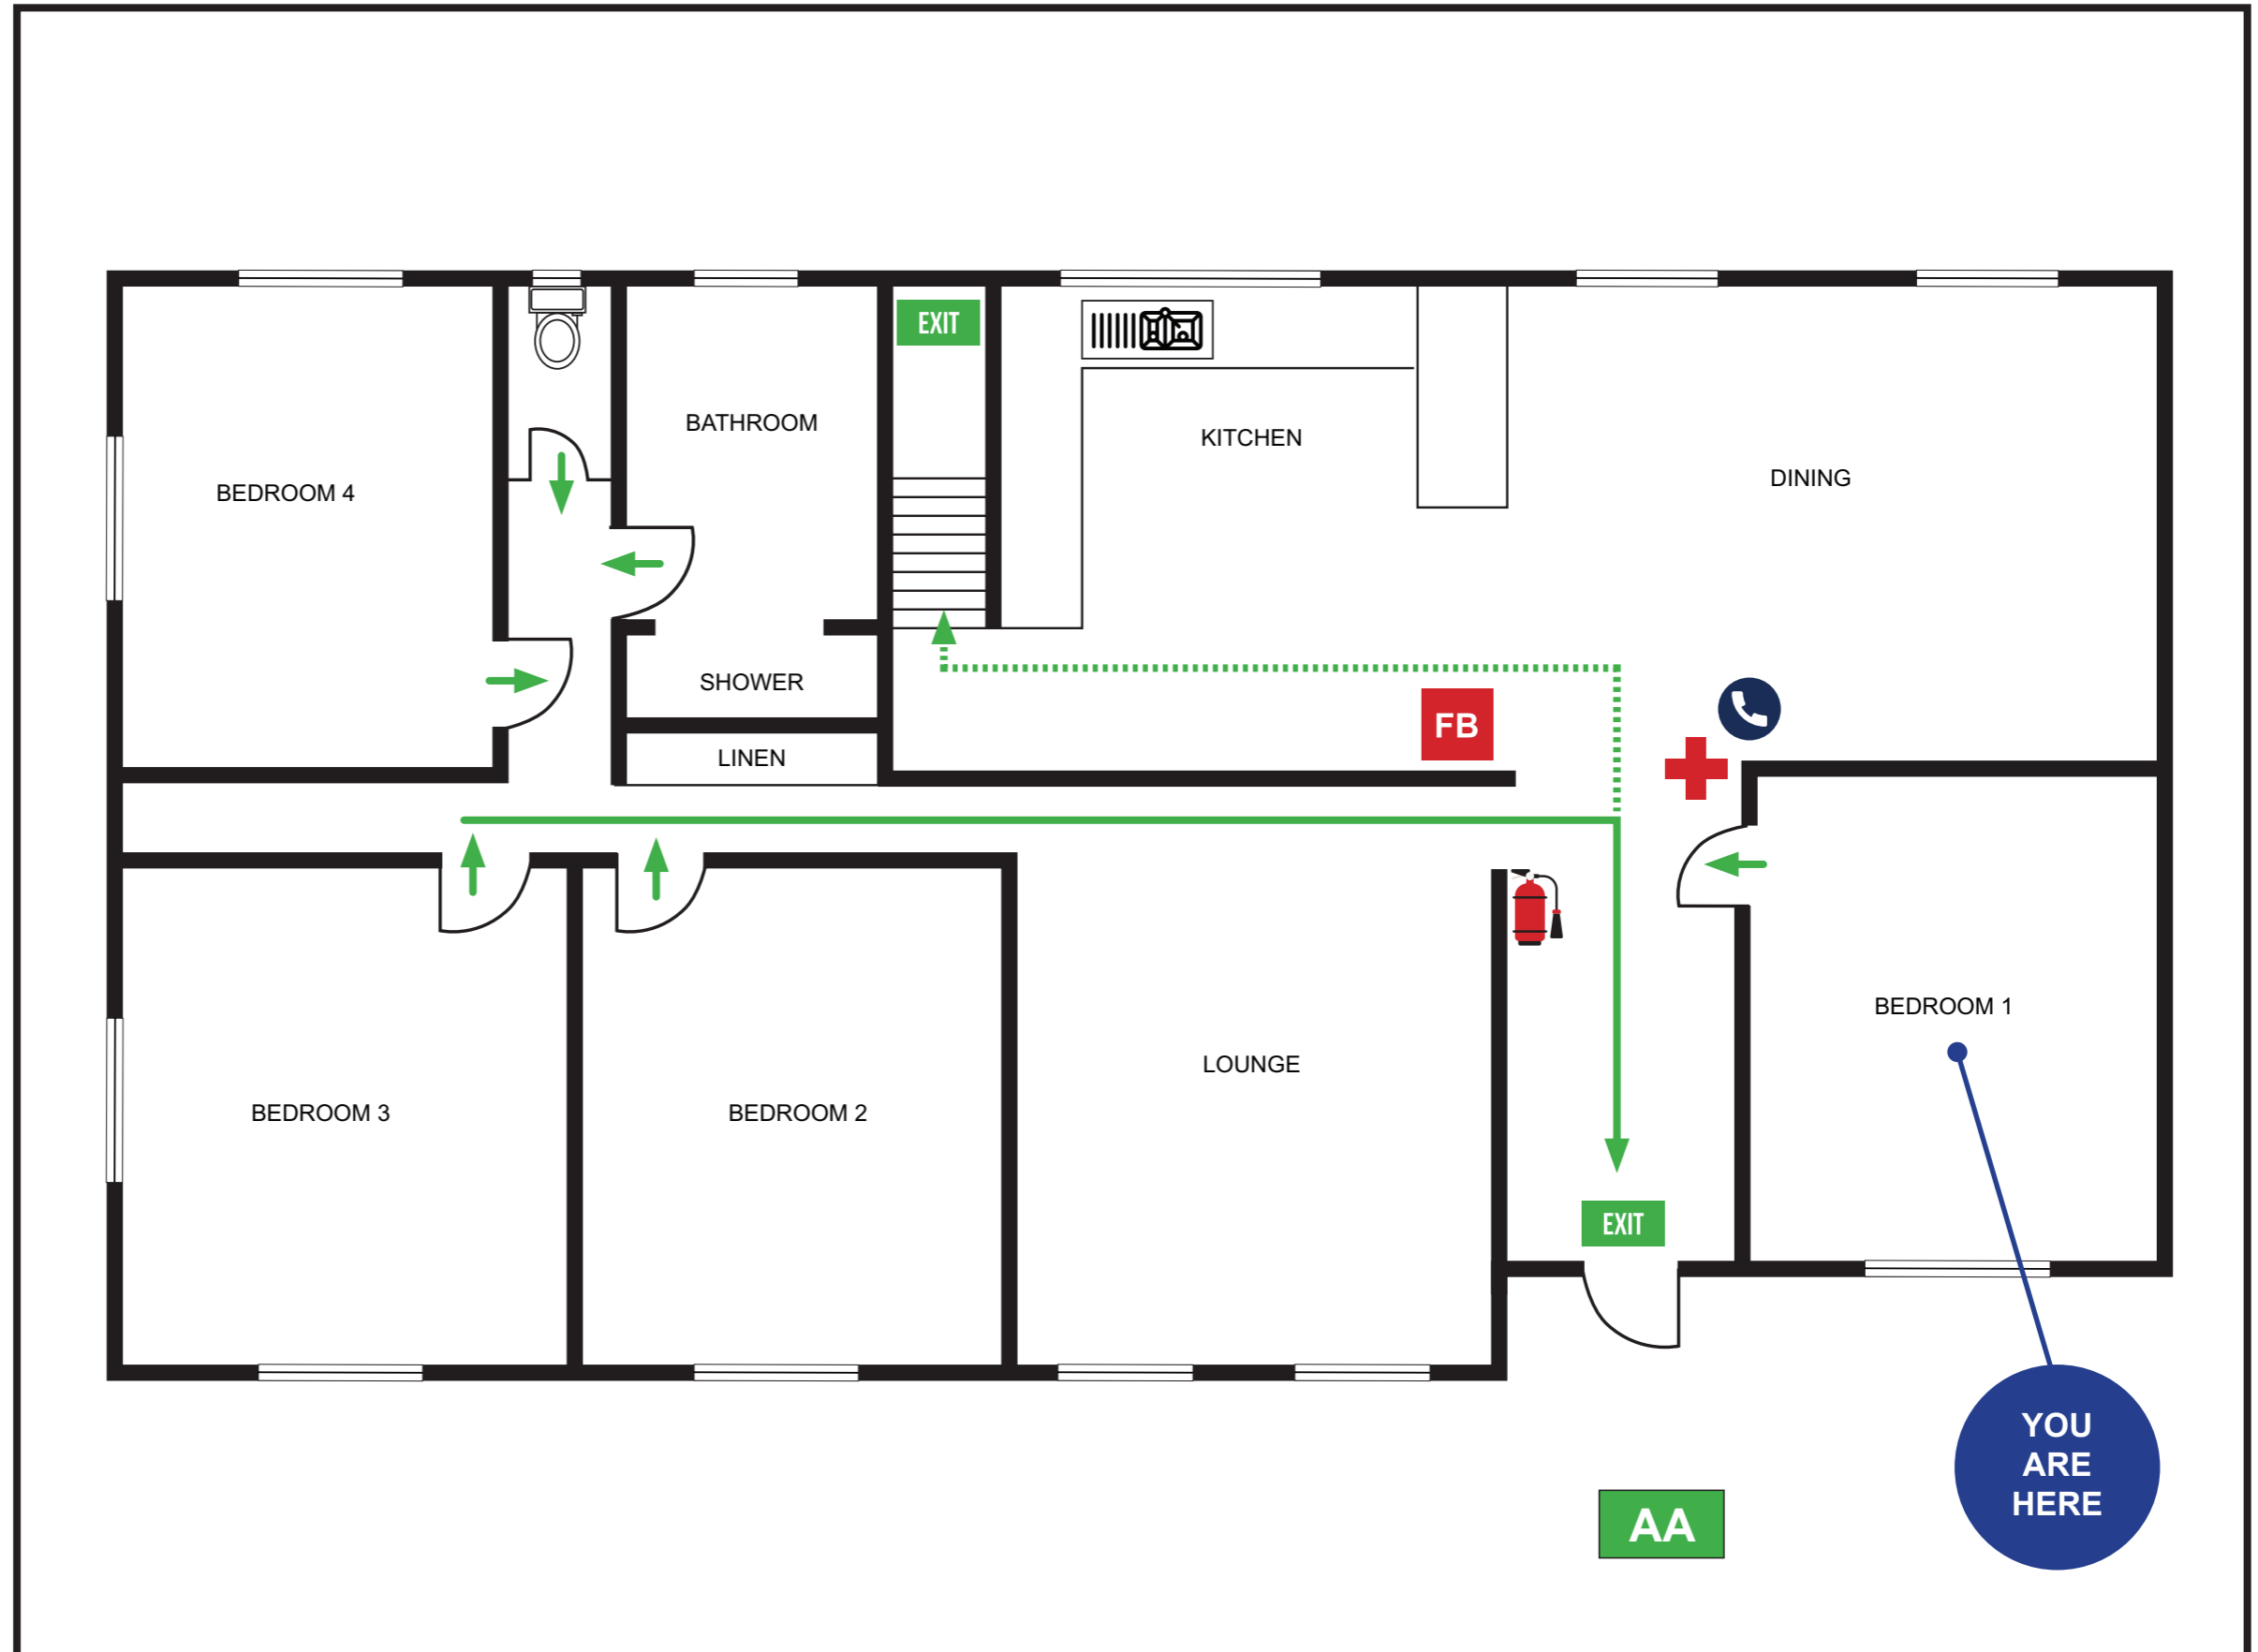 EXIT
BATHROOM
KITCHEN
DINING
BEDROOM 4
SHOWER
FB
LINEN
BEDROOM 1
LOUNGE
BEDROOM 3
BEDROOM 2
EXIT
YOU
ARE
HERE
AA